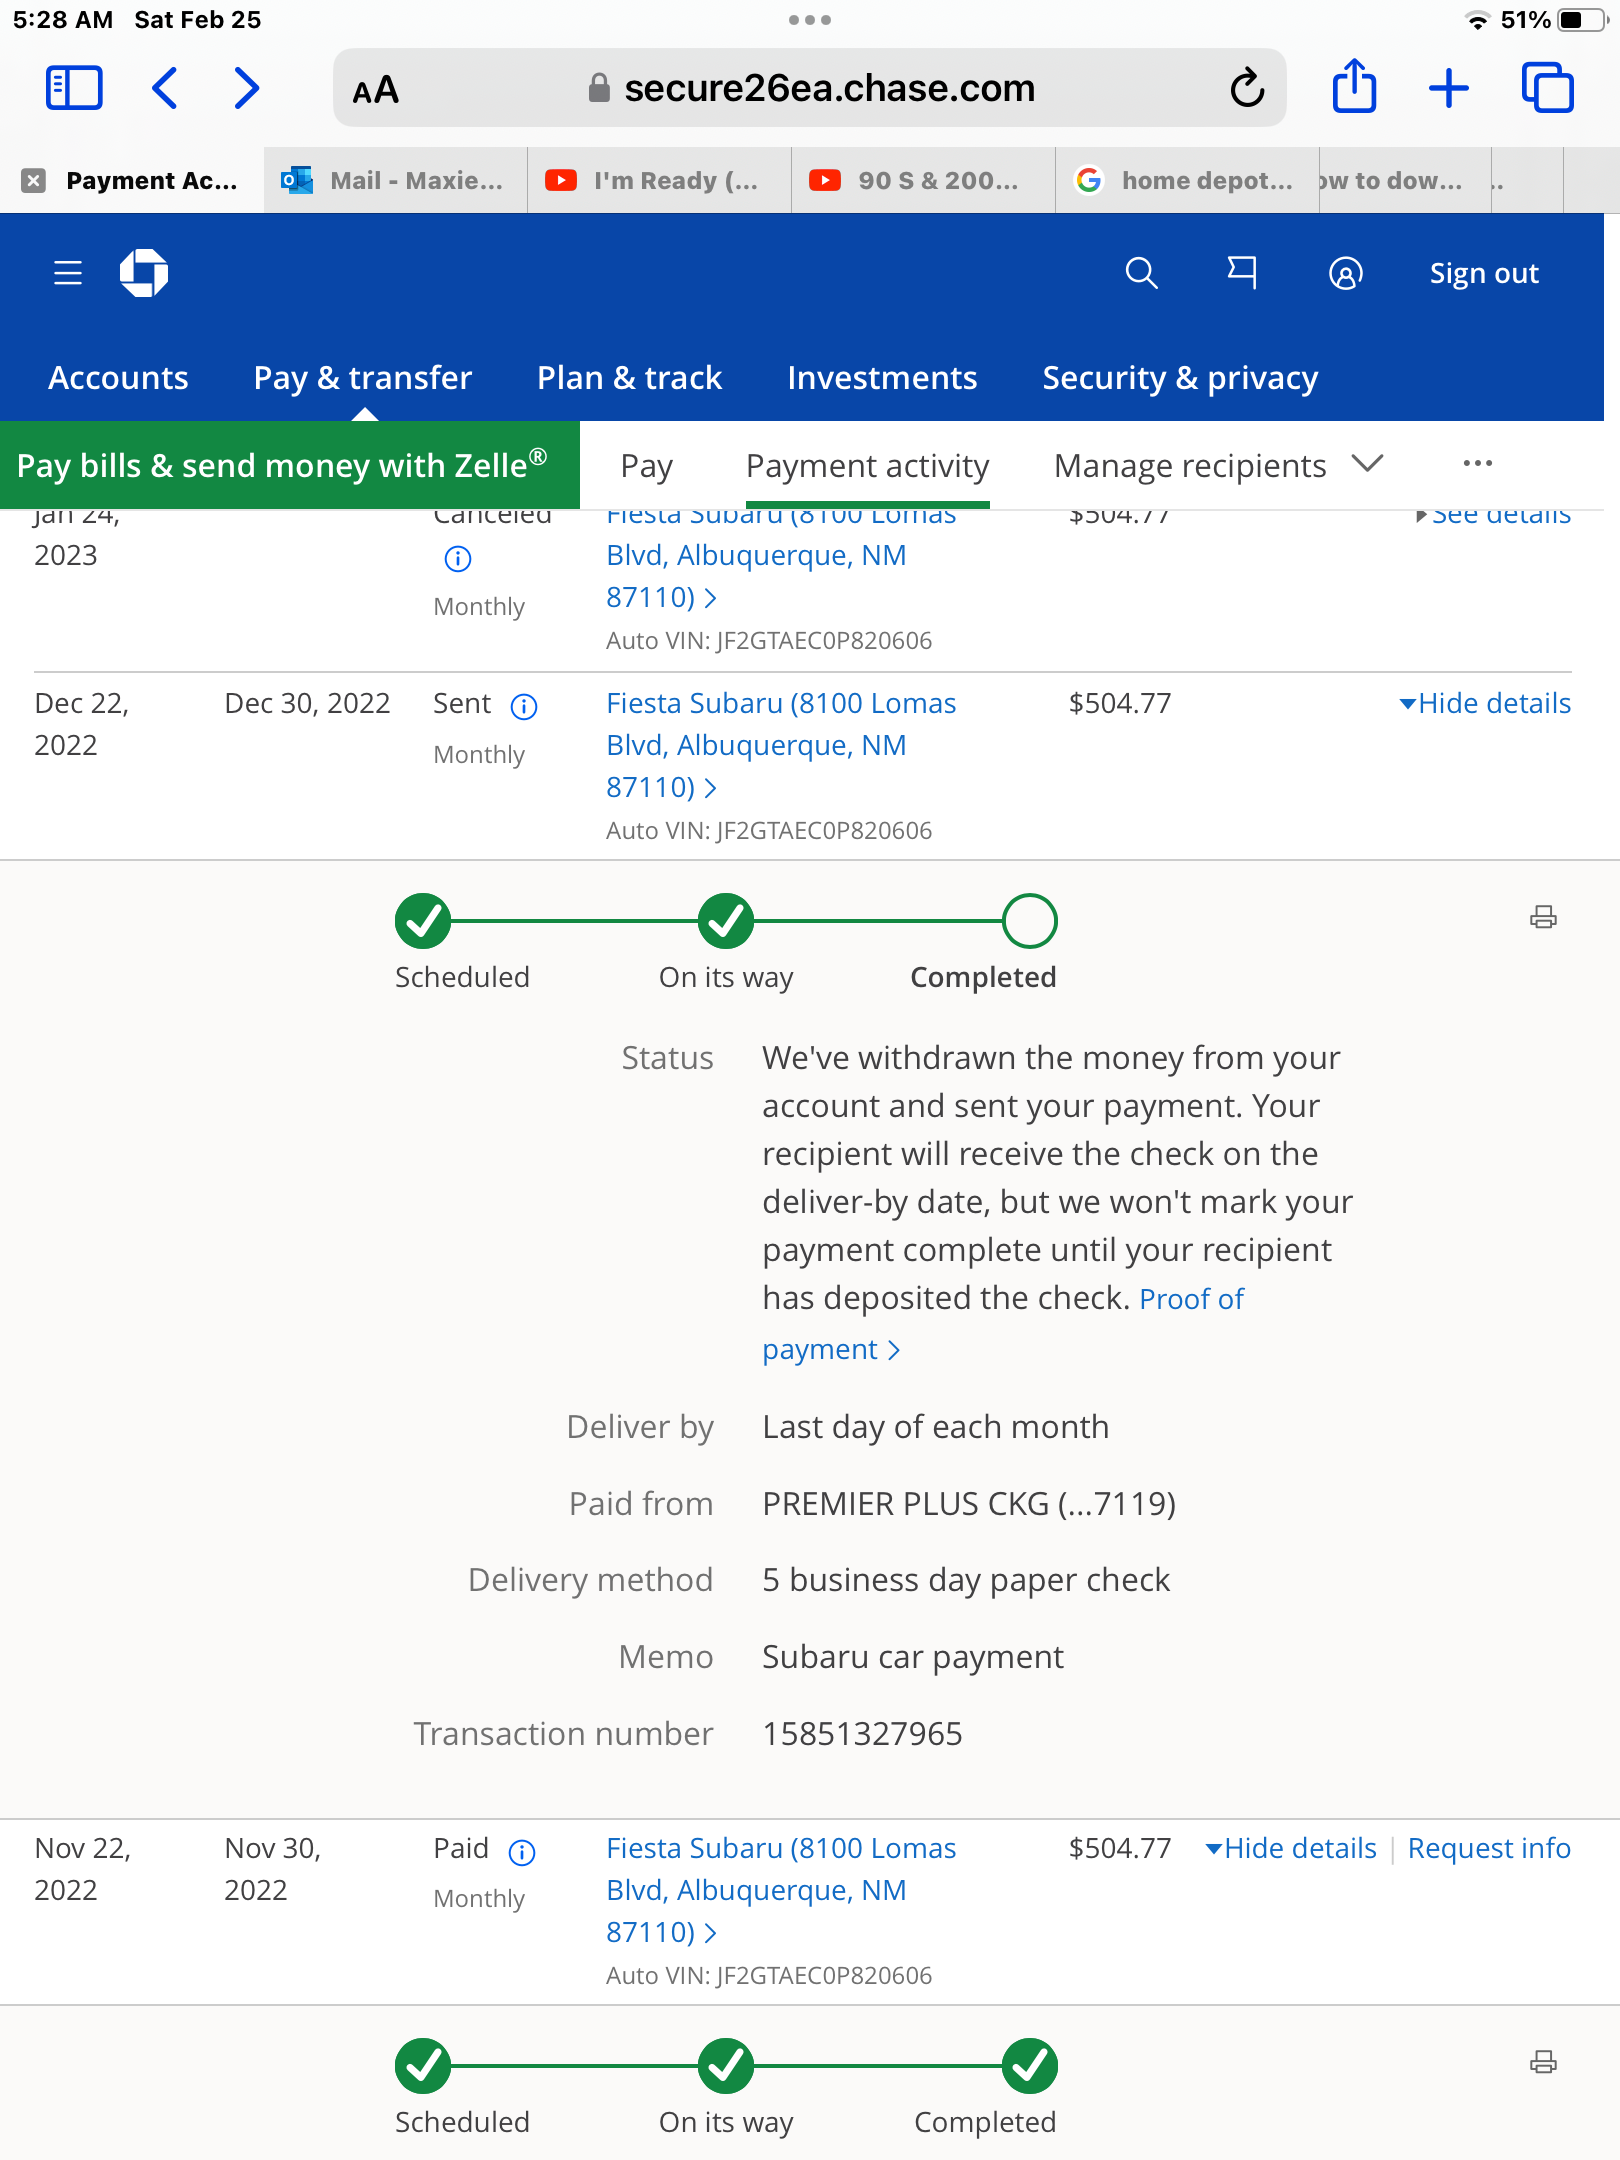 5:28 AM Sat Feb 25
51%
AA secure26ea.chase.com
Payment Ac... Mail - Maxie... I'm Ready (... 90 S & 200... home depot... ow to dow... ..
Sign out
Accounts Pay & transfer Plan & track Investments Security & privacy
Pay bills & send money with Zelle® Pay Payment activity Manage recipients
Jan 24, Canceled Fiesta Subaru (8100 Lomas $504.77 See details
2023 Blvd, Albuquerque, NM
87110)
Monthly
Auto VIN: JF2GTAEC0P820606
Dec 22, Dec 30, 2022 Sent Fiesta Subaru (8100 Lomas $504.77 Hide details
2022 Monthly Blvd, Albuquerque, NM
87110)
Auto VIN: JF2GTAEC0P820606
Scheduled On its way Completed
Status We've withdrawn the money from your
account and sent your payment. Your
recipient will receive the check on the
deliver-by date, but we won't mark your
payment complete until your recipient
has deposited the check. Proof of
payment
Deliver by Last day of each month
Paid from PREMIER PLUS CKG (...7119)
Delivery method 5 business day paper check
Memo Subaru car payment
Transaction number 15851327965
Nov 22, Nov 30, Paid Fiesta Subaru (8100 Lomas $504.77 Hide details | Request info
2022 2022 Monthly Blvd, Albuquerque, NM
87110)
Auto VIN: JF2GTAEC0P820606
Scheduled On its way Completed